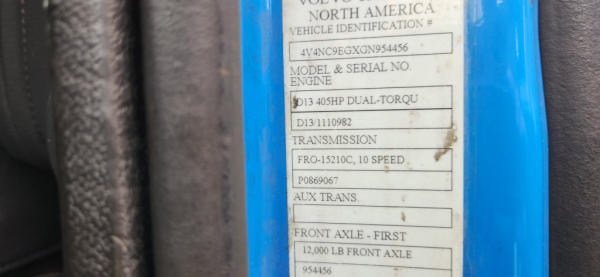 NORTH AMERICA
VEHICLE IDENTIFICATION #
4V4NC9EGXGN954456
MODEL & SERIAL NO.
ENGINE
D13 405HP DUAL-TORQU
D13/1110982
TRANSMISSION
FRO-15210C, 10 SPEED
P0869067
AUX TRANS.
FRONT AXLE - FIRST
12,000 LB FRONT AXLE
954456